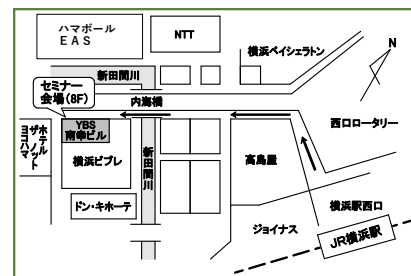 ハマボール
EAS
NTT
横浜ベイシェラトン
N
新田間川
セミナー
会場(8F)
内海橋
YBS
南幸ビル
西口ロータリー
ホテル
ザ・ノット
ヨコハマ
横浜ビブレ
新田間川
高島屋
ドン・キホーテ
ジョイナス
横浜駅西口
JR横浜駅